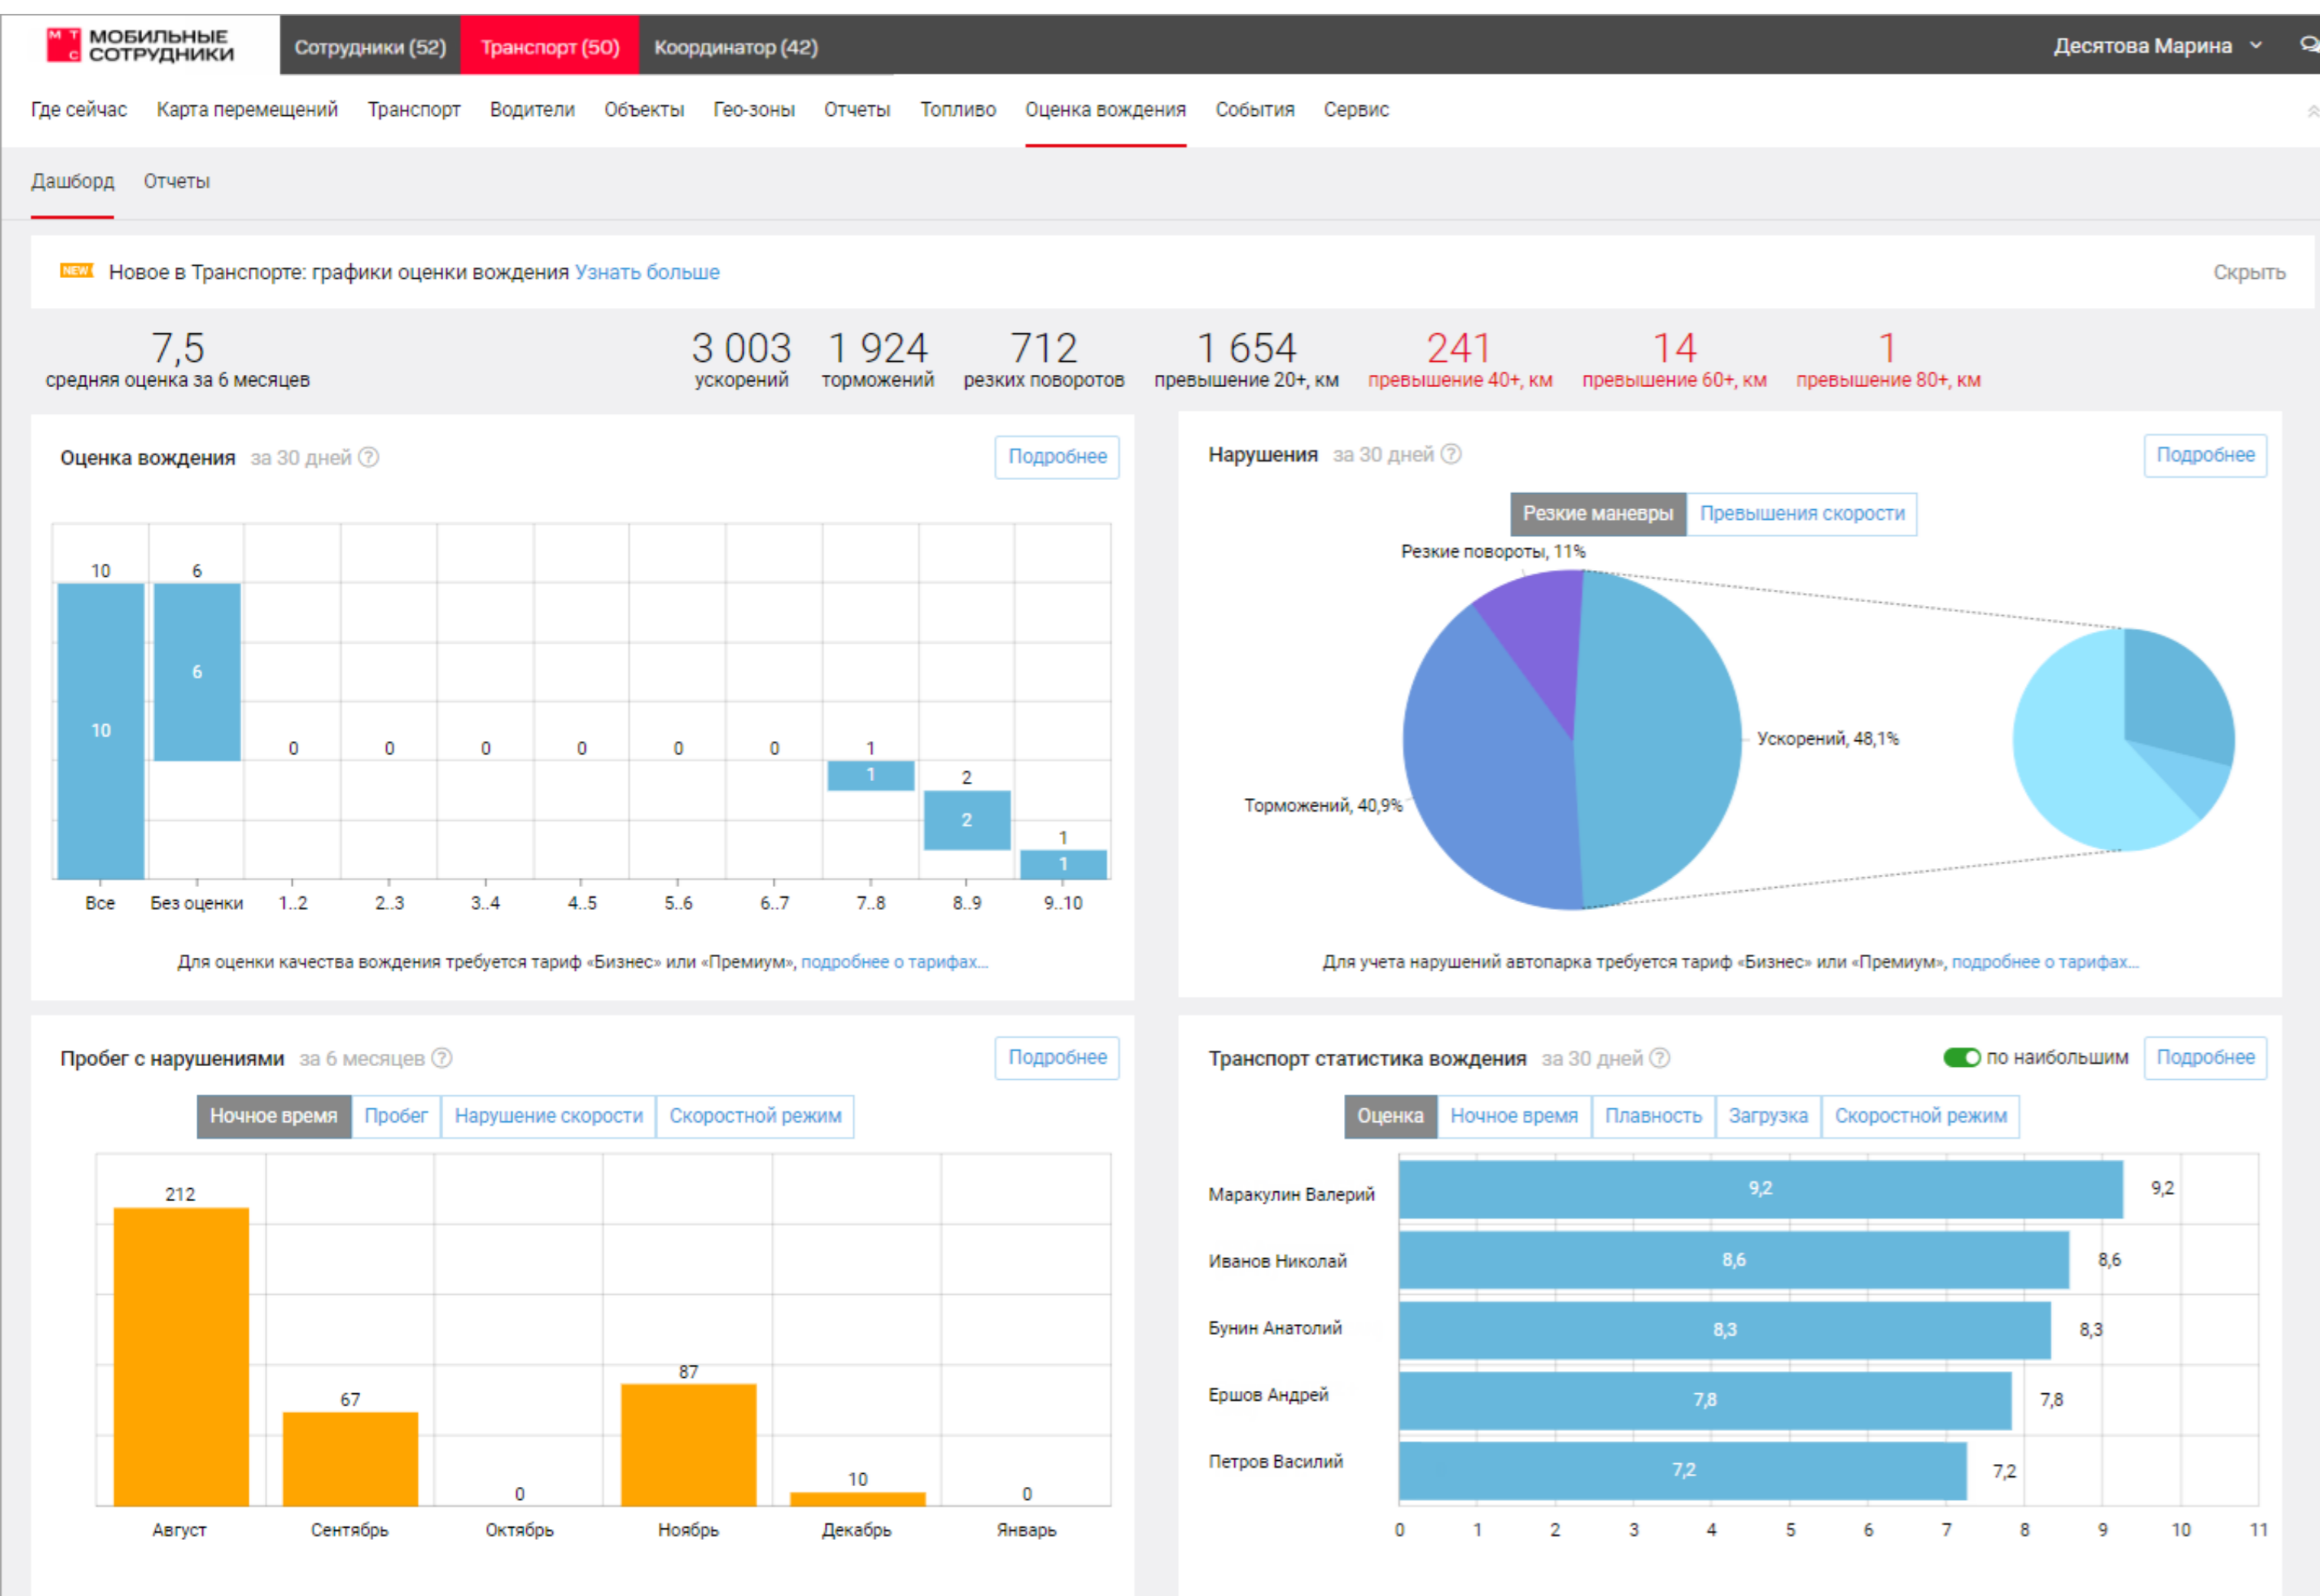 МТС МОБИЛЬНЫЕ СОТРУДНИКИ
Сотрудники (52) Транспорт (50) Координатор (42) Десятова Марина
Где сейчас Карта перемещений Транспорт Водители Объекты Гео-зоны Отчеты Топливо Оценка вождения События Сервис
Дашборд Отчеты
NEW Новое в Транспорте: графики оценки вождения Узнать больше Скрыть
7,5 3 003 1 924 712 1 654 241 14 1
средняя оценка за 6 месяцев ускорений торможений резких поворотов превышение 20+, км превышение 40+, км превышение 60+, км превышение 80+, км
Оценка вождения за 30 дней ? Подробнее
10 6
6
10
0 0 0 0 0 0 1
1
2
2
1
1
Все Без оценки 1..2 2..3 3..4 4..5 5..6 6..7 7..8 8..9 9..10
Для оценки качества вождения требуется тариф «Бизнес» или «Премиум», подробнее о тарифах...
Нарушения за 30 дней ? Подробнее
Резкие маневры Превышения скорости
Резкие повороты, 11%
Ускорений, 48,1%
Торможений, 40,9%
Для учета нарушений автопарка требуется тариф «Бизнес» или «Премиум», подробнее о тарифах...
Пробег с нарушениями за 6 месяцев ? Подробнее
Ночное время Пробег Нарушение скорости Скоростной режим
212
67
0
87
10
0
Август Сентябрь Октябрь Ноябрь Декабрь Январь
Транспорт статистика вождения за 30 дней ? по наибольшим Подробнее
Оценка Ночное время Плавность Загрузка Скоростной режим
Маракулин Валерий 9,2 9,2
Иванов Николай 8,6 8,6
Бунин Анатолий 8,3 8,3
Ершов Андрей 7,8 7,8
Петров Василий 7,2 7,2
0 1 2 3 4 5 6 7 8 9 10 11